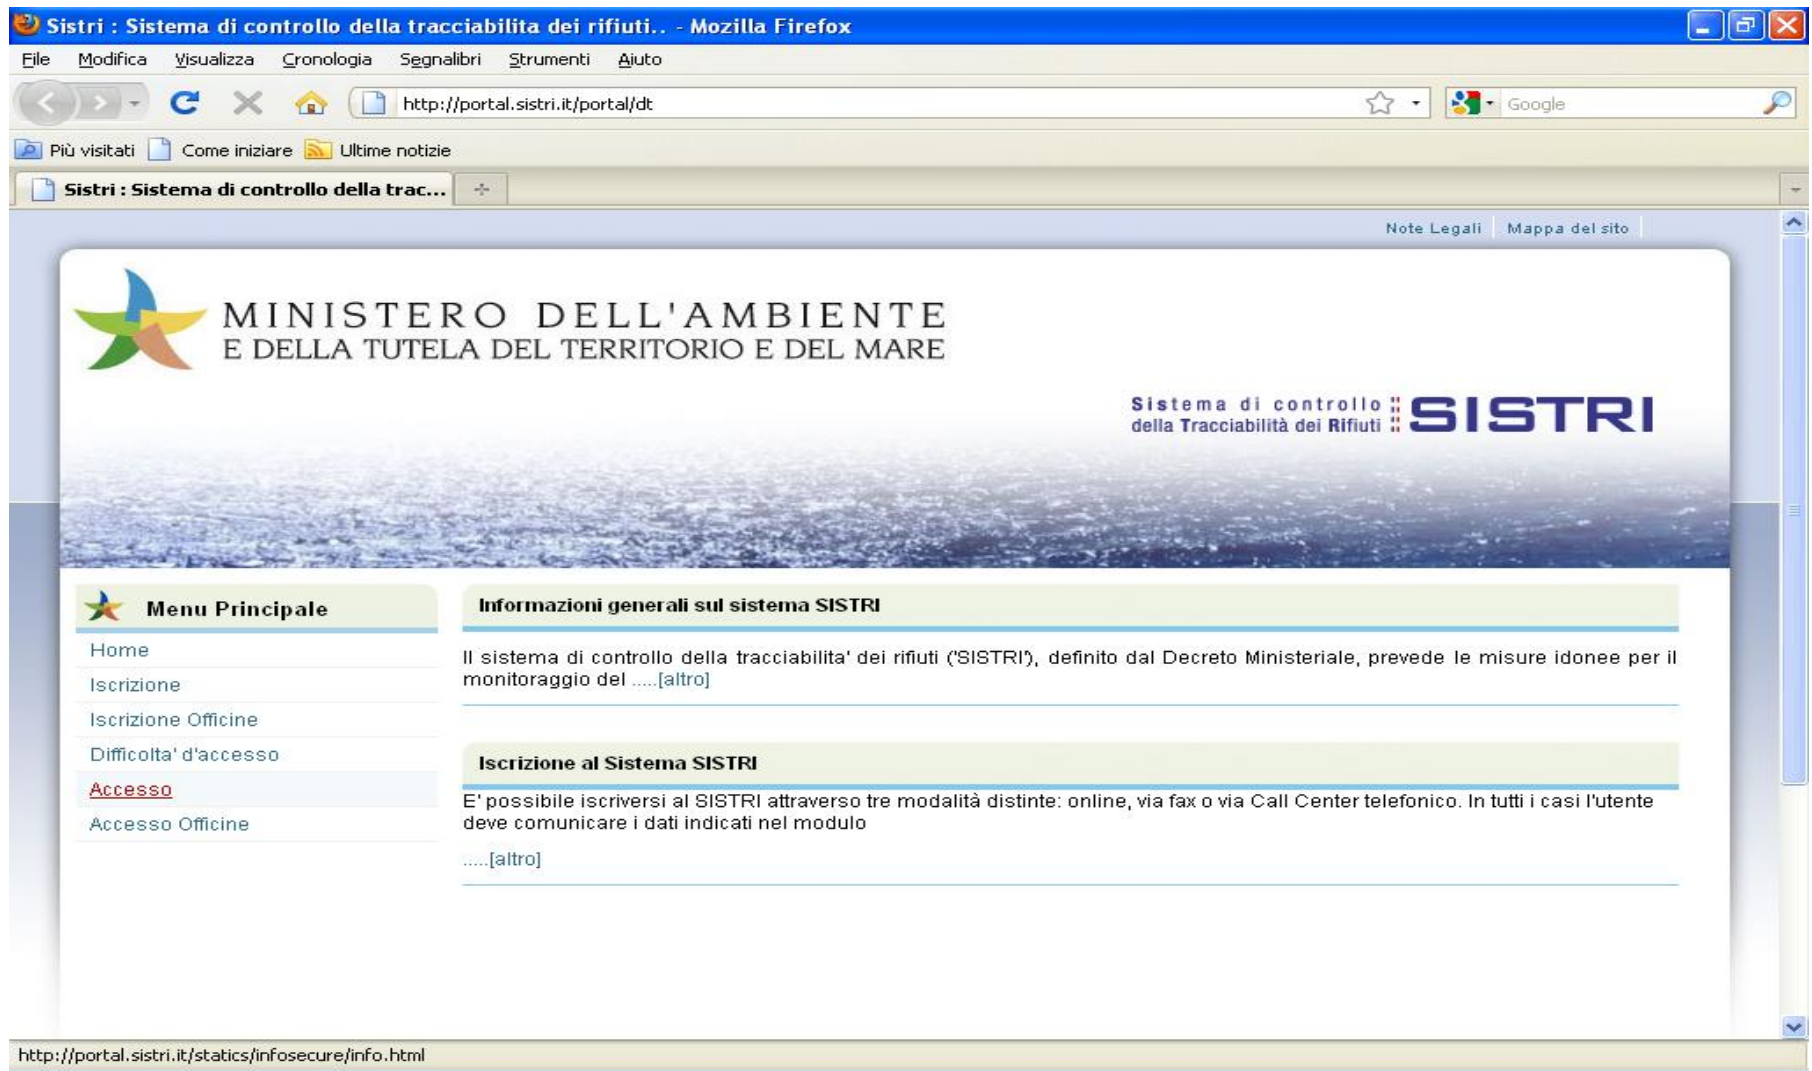 Sistri : Sistema di controllo della tracciabilita dei rifiuti.. - Mozilla Firefox
File Modifica Visualizza Cronologia Segnalibri Strumenti Aiuto
http://portal.sistri.it/portal/dt
Google
Più visitati Come iniziare Ultime notizie
Sistri : Sistema di controllo della trac...
Note Legali Mappa del sito
MINISTERO DELL'AMBIENTE
E DELLA TUTELA DEL TERRITORIO E DEL MARE
Sistema di controllo
della Tracciabilità dei Rifiuti
SISTRI
Menu Principale
Home
Iscrizione
Iscrizione Officine
Difficolta' d'accesso
Accesso
Accesso Officine
Informazioni generali sul sistema SISTRI
Il sistema di controllo della tracciabilita' dei rifiuti ('SISTRI'), definito dal Decreto Ministeriale, prevede le misure idonee per il
monitoraggio del .....[altro]
Iscrizione al Sistema SISTRI
E' possibile iscriversi al SISTRI attraverso tre modalità distinte: online, via fax o via Call Center telefonico. In tutti i casi l'utente
deve comunicare i dati indicati nel modulo
.....[altro]
http://portal.sistri.it/statics/infosecure/info.html